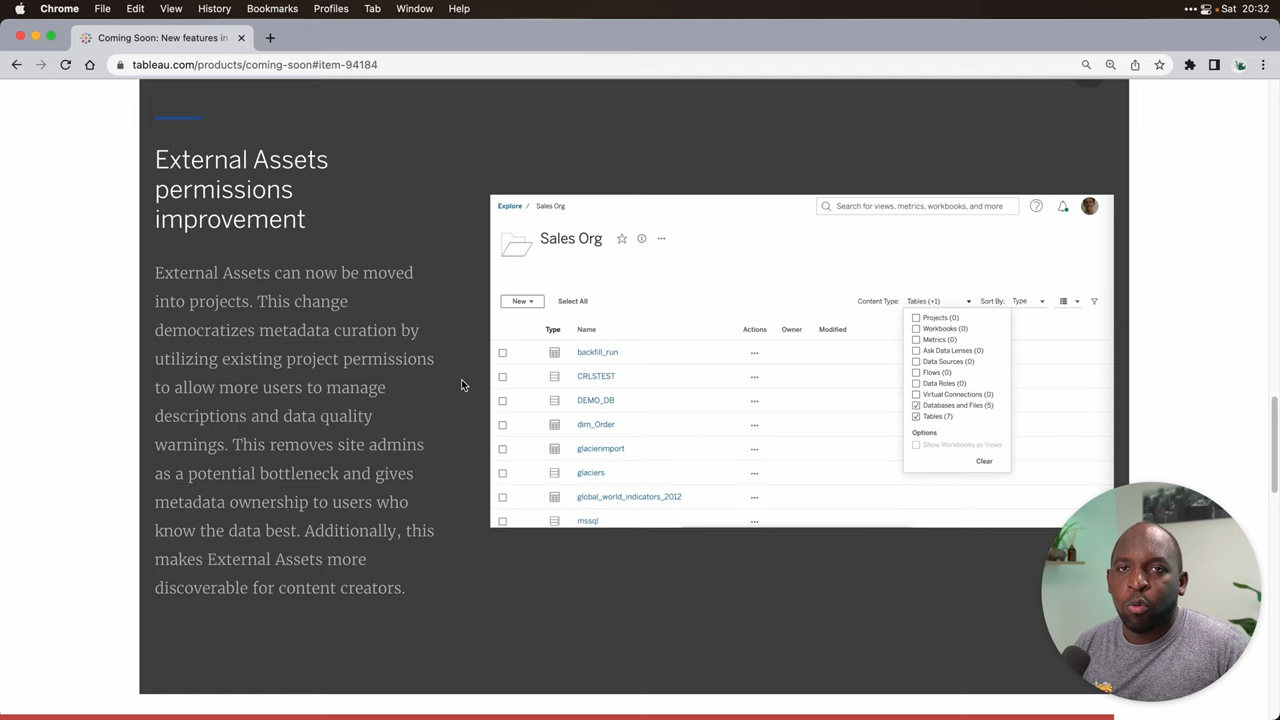 Chrome File Edit View History Bookmarks Profiles Tab Window Help Sat 20:32
Coming Soon: New features in
tableau.com/products/coming-soon#item-94184
External Assets
permissions
improvement
External Assets can now be moved
into projects. This change
democratizes metadata curation by
utilizing existing project permissions
to allow more users to manage
descriptions and data quality
warnings. This removes site admins
as a potential bottleneck and gives
metadata ownership to users who
know the data best. Additionally, this
makes External Assets more
discoverable for content creators.
Explore / Sales Org
Search for views, metrics, workbooks, and more
Sales Org
New Select All
Content Type: Tables (+1) Sort By: Type
Type Name Actions Owner Modified
backfill_run
CRLSTEST
DEMO_DB
dim_Order
glacierimport
glaciers
global_world_indicators_2012
mssql
Projects (0)
Workbooks (0)
Metrics (0)
Ask Data Lenses (0)
Data Sources (0)
Flows (0)
Data Roles (0)
Virtual Connections (0)
Databases and Files (5)
Tables (7)
Options
Show Workbooks as Views
Clear